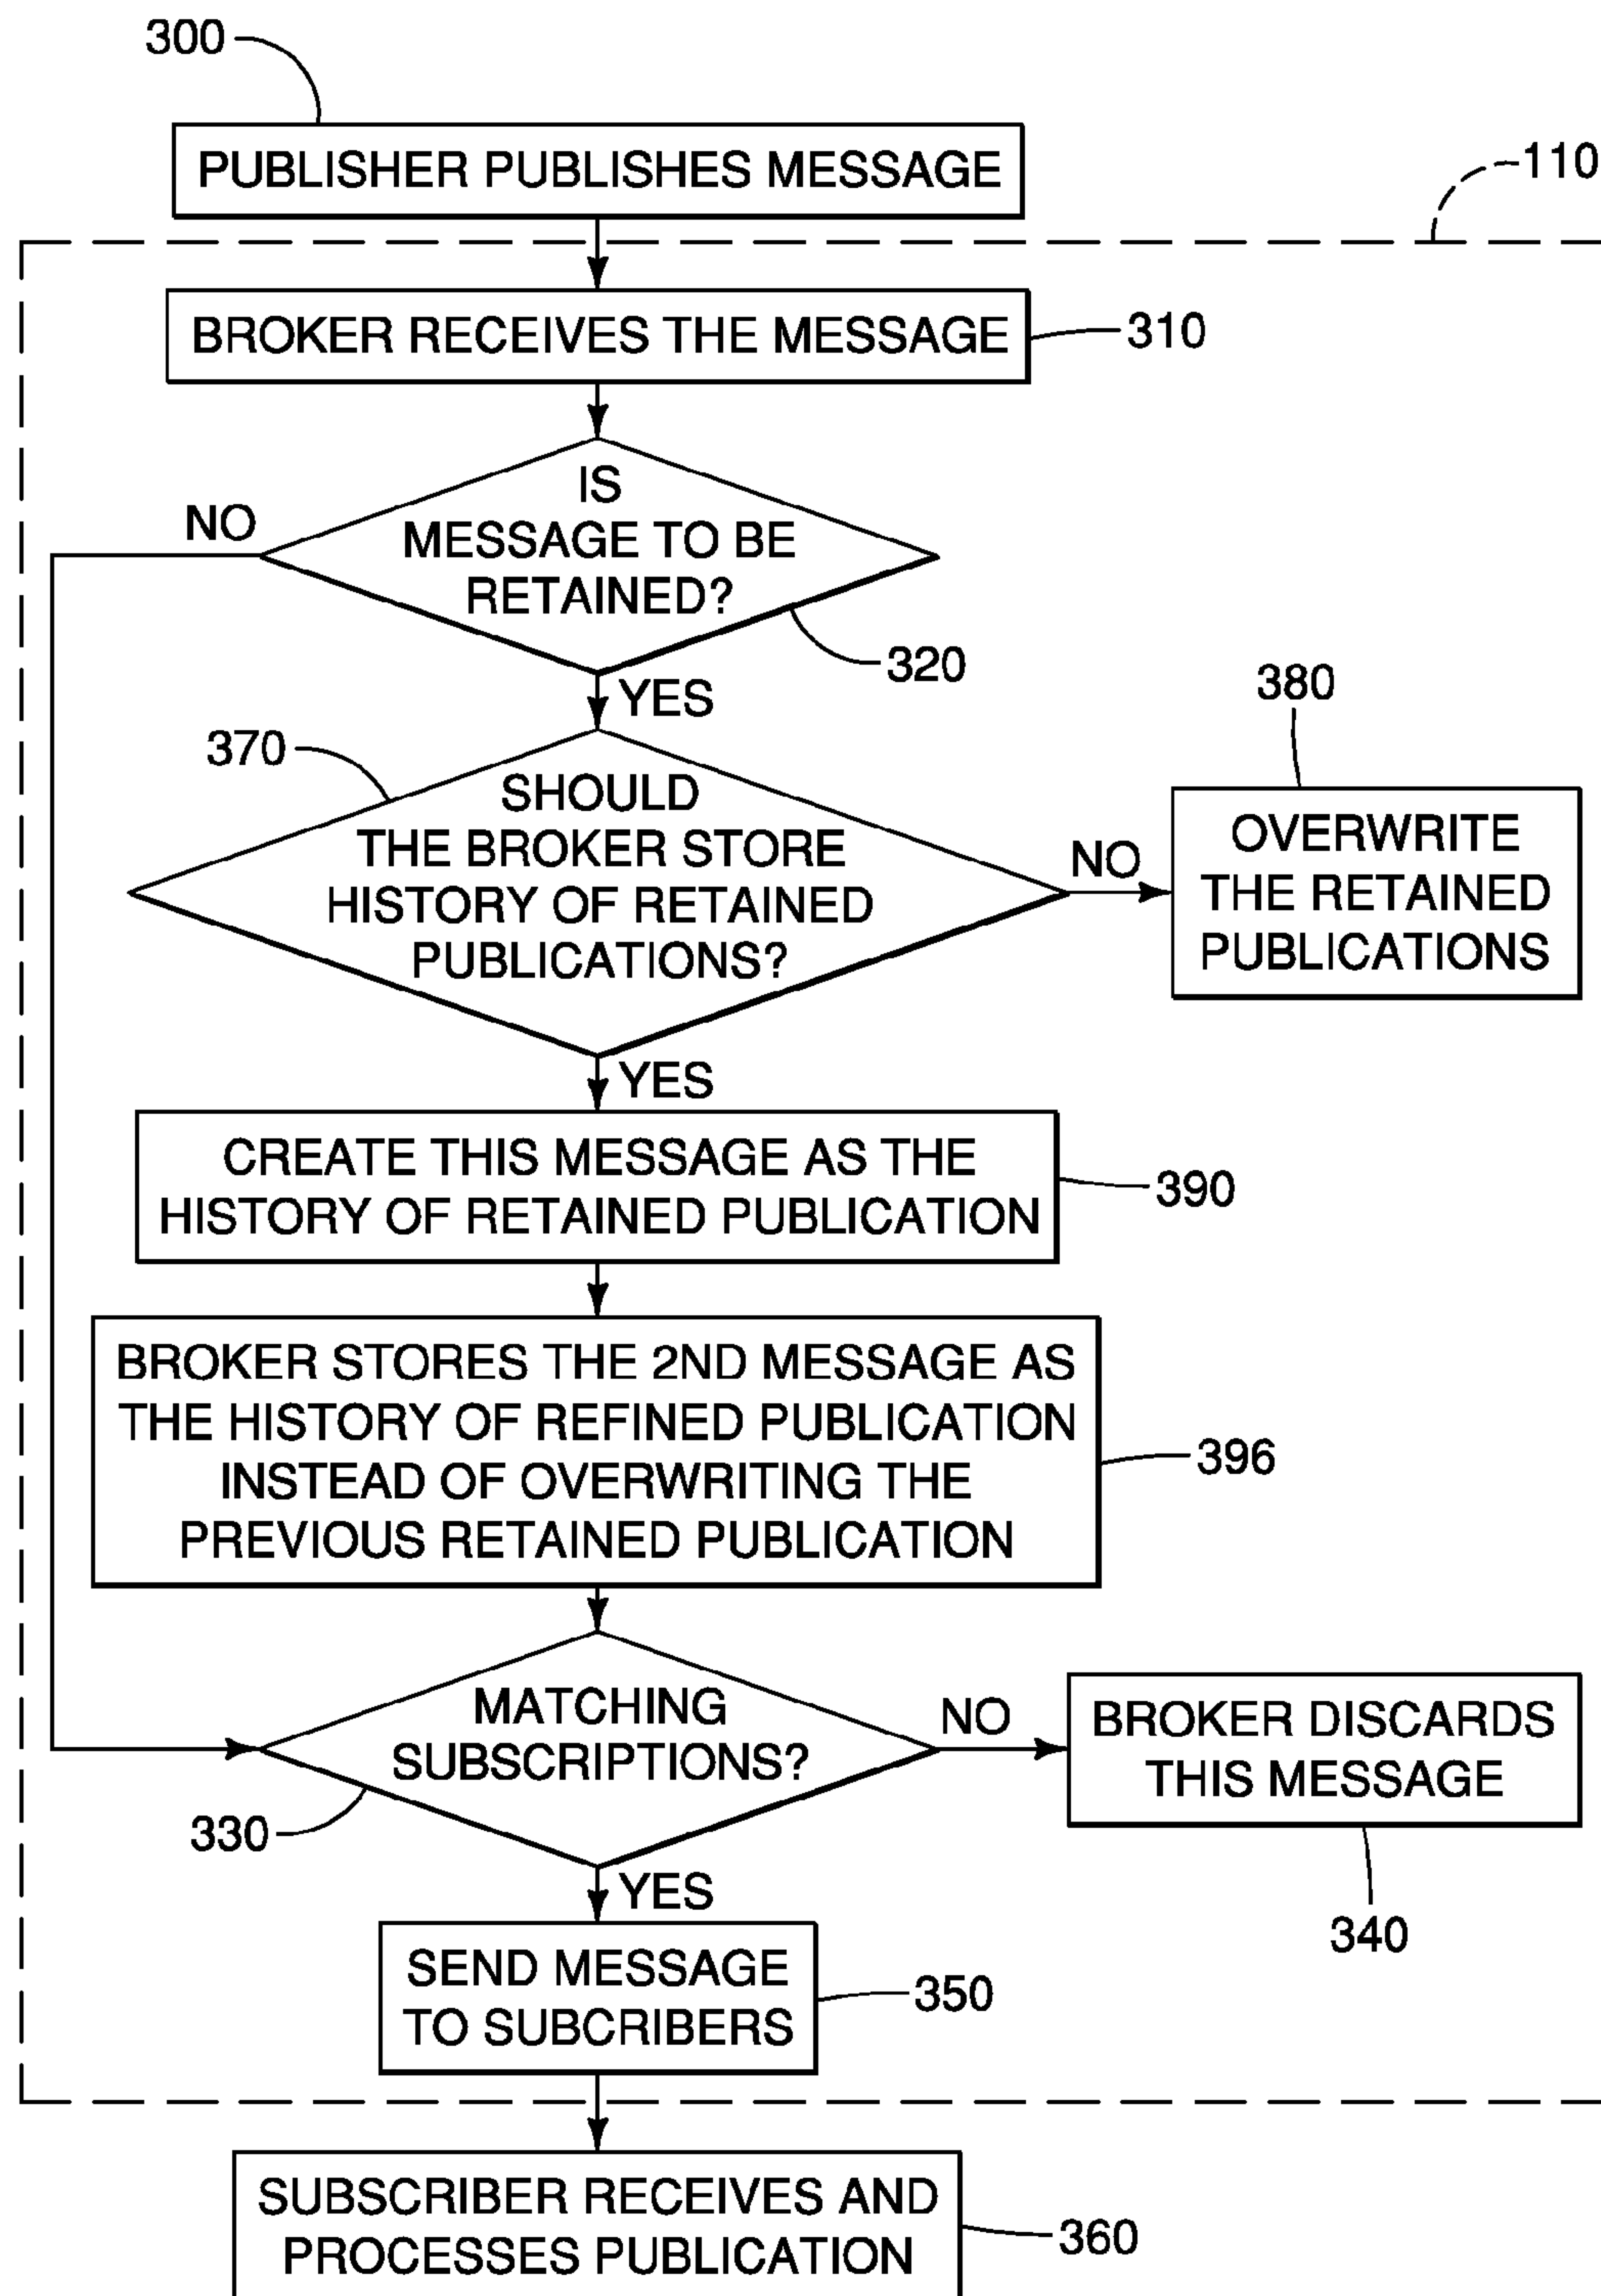 300
PUBLISHER PUBLISHES MESSAGE
110
BROKER RECEIVES THE MESSAGE
310
IS
MESSAGE TO BE
RETAINED?
NO
320
YES
380
370
SHOULD
THE BROKER STORE
HISTORY OF RETAINED
PUBLICATIONS?
NO
OVERWRITE
THE RETAINED
PUBLICATIONS
YES
CREATE THIS MESSAGE AS THE
HISTORY OF RETAINED PUBLICATION
390
BROKER STORES THE 2ND MESSAGE AS
THE HISTORY OF REFINED PUBLICATION
INSTEAD OF OVERWRITING THE
PREVIOUS RETAINED PUBLICATION
396
MATCHING
SUBSCRIPTIONS?
NO
BROKER DISCARDS
THIS MESSAGE
330
340
YES
SEND MESSAGE
TO SUBCRIBERS
350
SUBSCRIBER RECEIVES AND
PROCESSES PUBLICATION
360